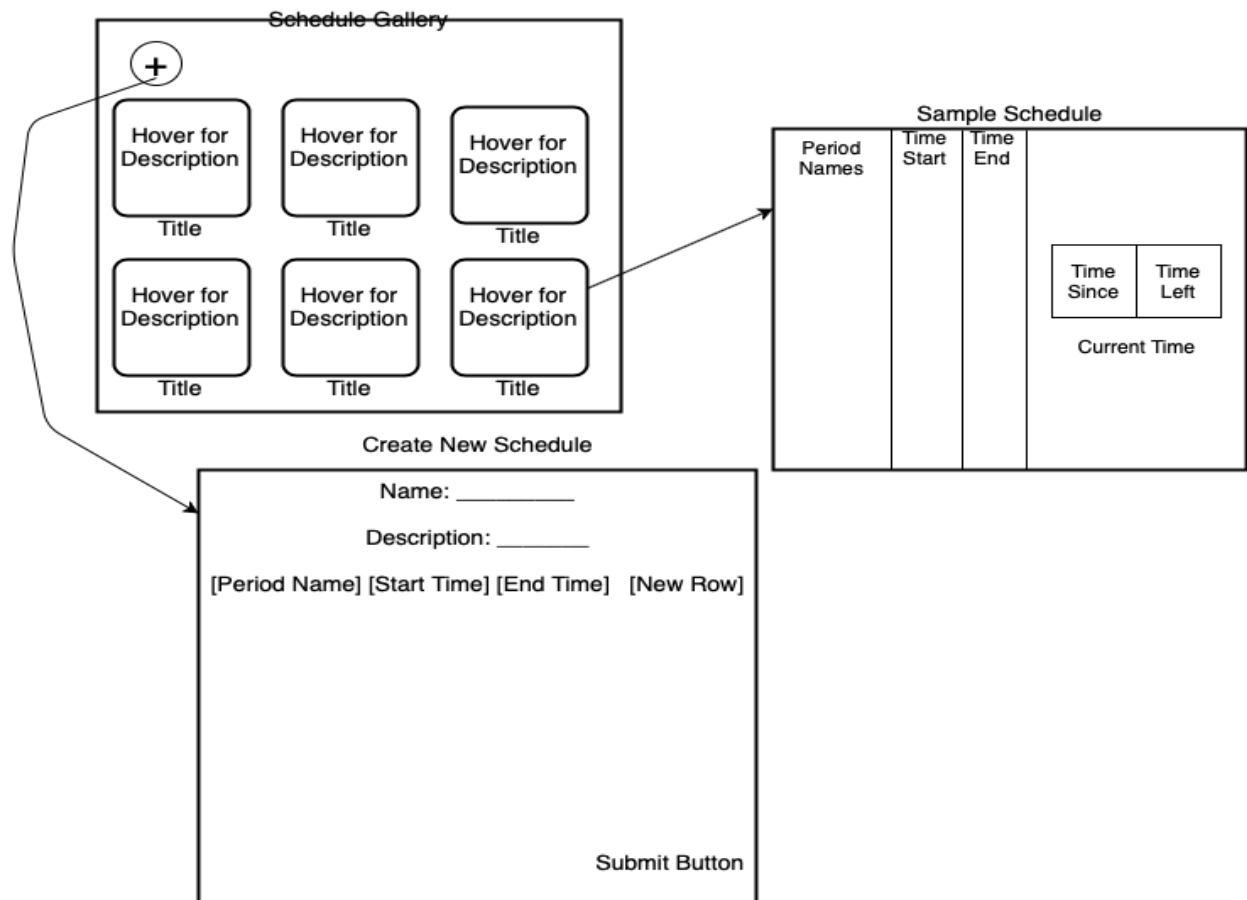 Schedule Gallery
+
Hover for
Description
Title
Hover for
Description
Title
Hover for
Description
Title
Hover for
Description
Title
Hover for
Description
Title
Hover for
Description
Title
Sample Schedule
Period
Names
Time
Start
Time
End
Time
Since
Time
Left
Current Time
Create New Schedule
Name: _________
Description: _______
[Period Name] [Start Time] [End Time] [New Row]
Submit Button